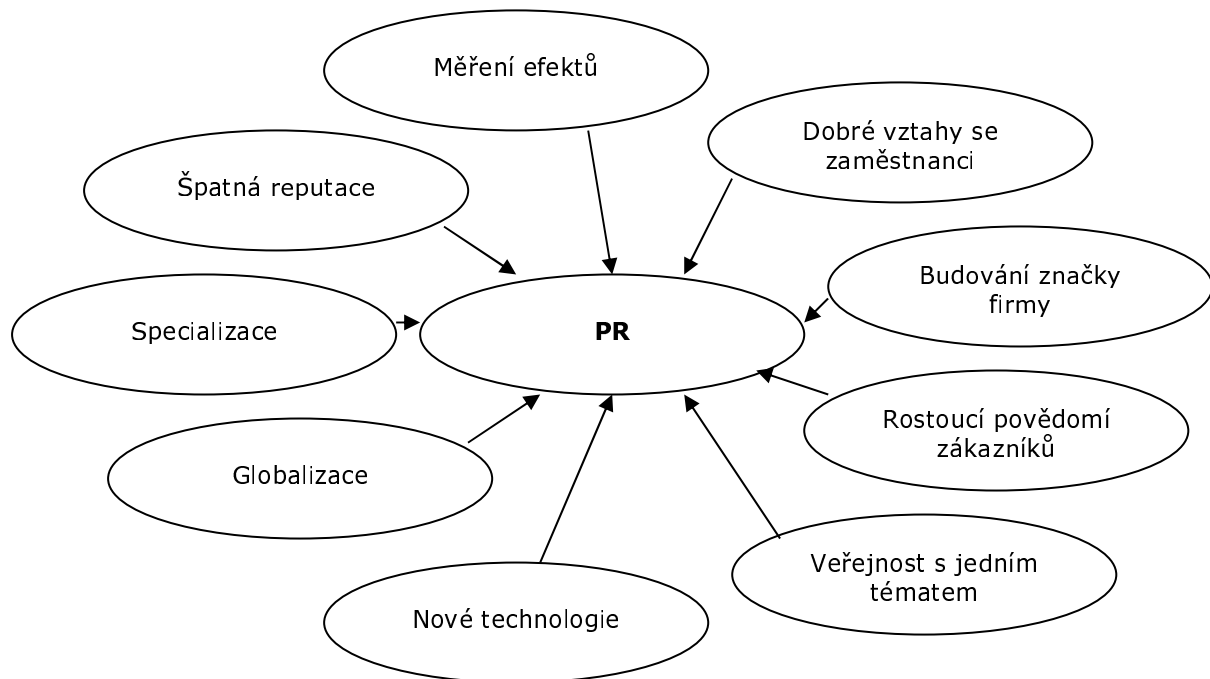 Měření efektů
Dobré vztahy se
zaměstnanci
Špatná reputace
Budování značky
firmy
Specializace
PR
Rostoucí povědomí
zákazníků
Globalizace
Veřejnost s jedním
tématem
Nové technologie